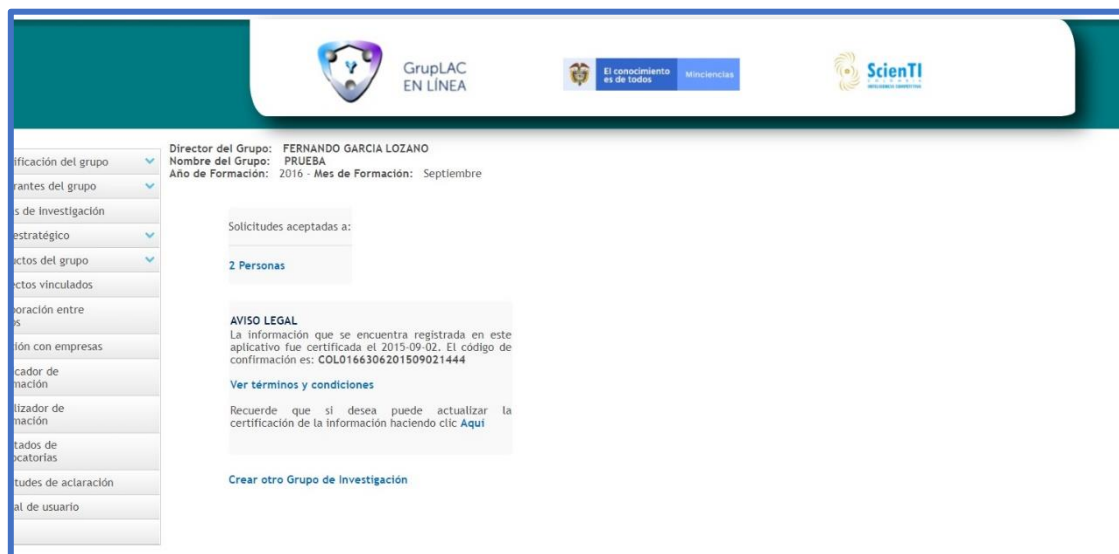 GrupLAC
EN LÍNEA
El conocimiento
es de todos
Minciencias
ScienTI
Director del Grupo: FERNANDO GARCIA LOZANO
Nombre del Grupo: PRUEBA
Año de Formación: 2016 - Mes de Formación: Septiembre
ificación del grupo
rantes del grupo
s de investigación
estratégico
uctos del grupo
ectos vinculados
boración entre
os
ción con empresas
cador de
mación
lizador de
mación
tados de
ocatorias
tudes de aclaración
al de usuario
Solicitudes aceptadas a:
2 Personas
AVISO LEGAL
La información que se encuentra registrada en este
aplicativo fue certificada el 2015-09-02. El código de
confirmación es: COL0166306201509021444
Ver términos y condiciones
Recuerde que si desea puede actualizar la
certificación de la información haciendo clic Aquí
Crear otro Grupo de Investigación